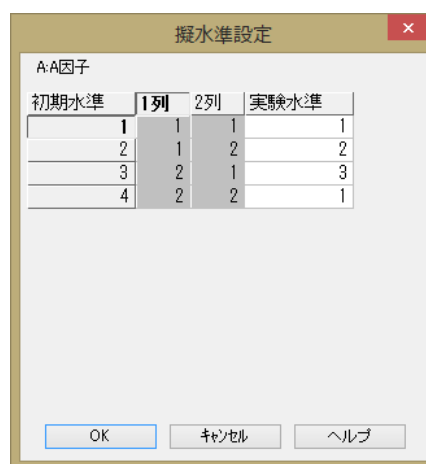 擬水準設定
×
A:A因子
初期水準 1列 2列 実験水準
1 1 1 1
2 1 2 2
3 2 1 3
4 2 2 1
OK ｷｬﾝｾﾙ ヘルプ